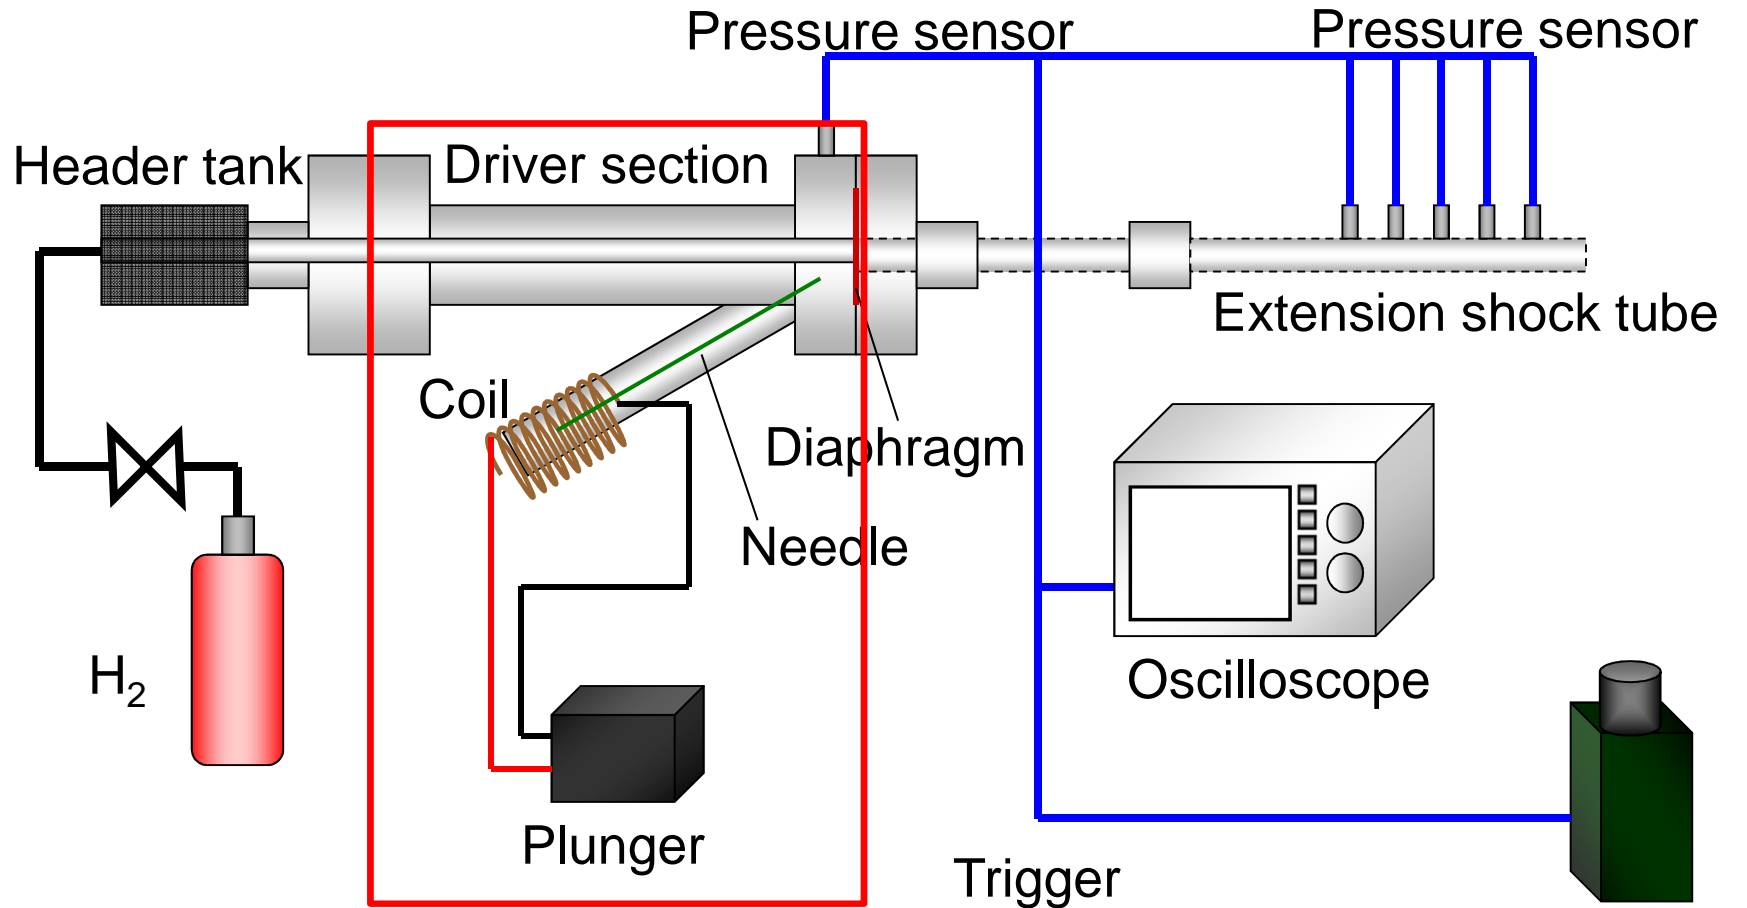 Pressure sensor
Pressure sensor
Header tank
Driver section
Extension shock tube
Coil
Diaphragm
Needle
H₂
Oscilloscope
Plunger
Trigger